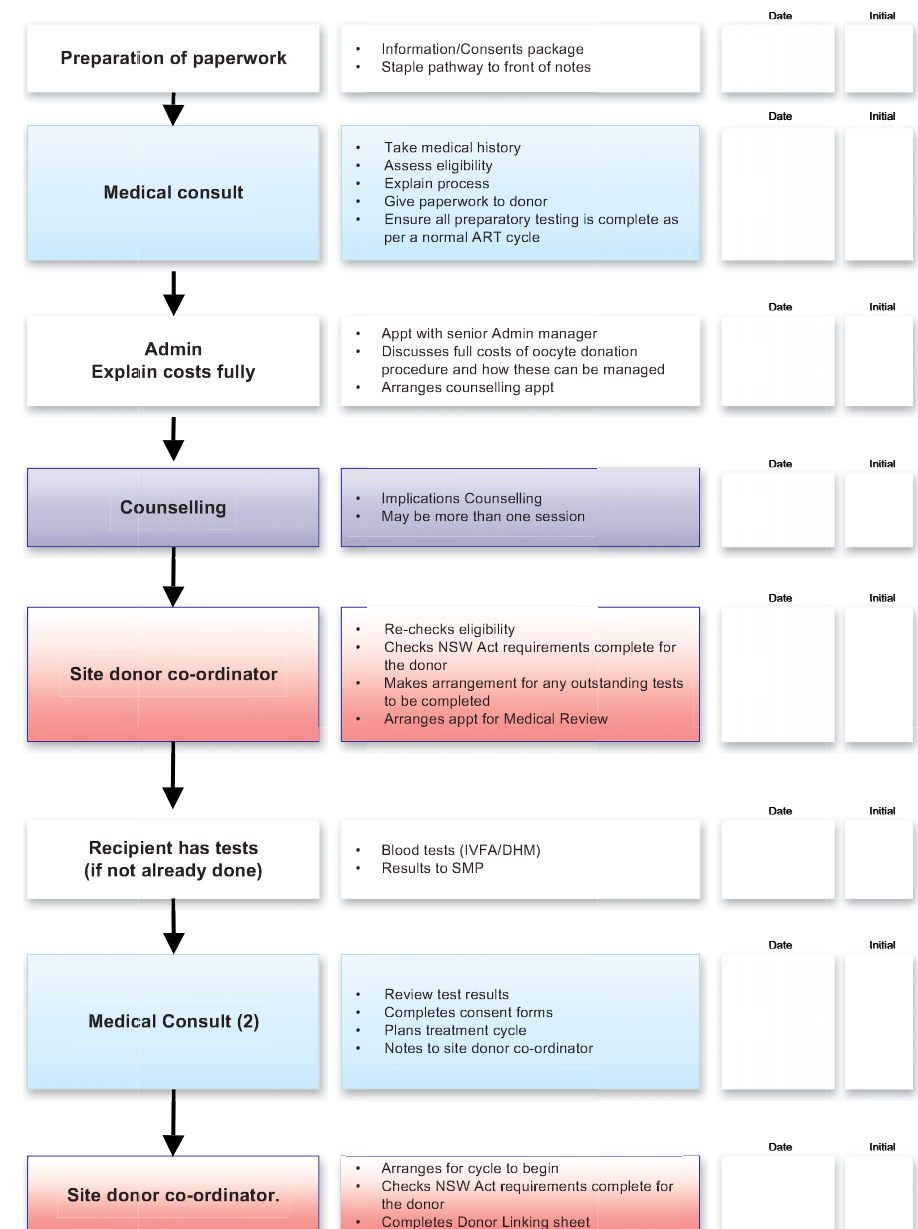 Date Initial
Preparation of paperwork
• Information/Consents package
• Staple pathway to front of notes
Date Initial
Medical consult
• Take medical history
• Assess eligibility
• Explain process
• Give paperwork to donor
• Ensure all preparatory testing is complete as
per a normal ART cycle
Date Initial
Admin
Explain costs fully
• Appt with senior Admin manager
• Discusses full costs of oocyte donation
procedure and how these can be managed
• Arranges counselling appt
Date Initial
Counselling
• Implications Counselling
• May be more than one session
Date Initial
Site donor co-ordinator
• Re-checks eligibility
• Checks NSW Act requirements complete for
the donor
• Makes arrangement for any outstanding tests
to be completed
• Arranges appt for Medical Review
Date Initial
Recipient has tests
(if not already done)
• Blood tests (IVFA/DHM)
• Results to SMP
Date Initial
Medical Consult (2)
• Review test results
• Completes consent forms
• Plans treatment cycle
• Notes to site donor co-ordinator
Date Initial
Site donor co-ordinator.
• Arranges for cycle to begin
• Checks NSW Act requirements complete for
the donor
• Completes Donor Linking sheet